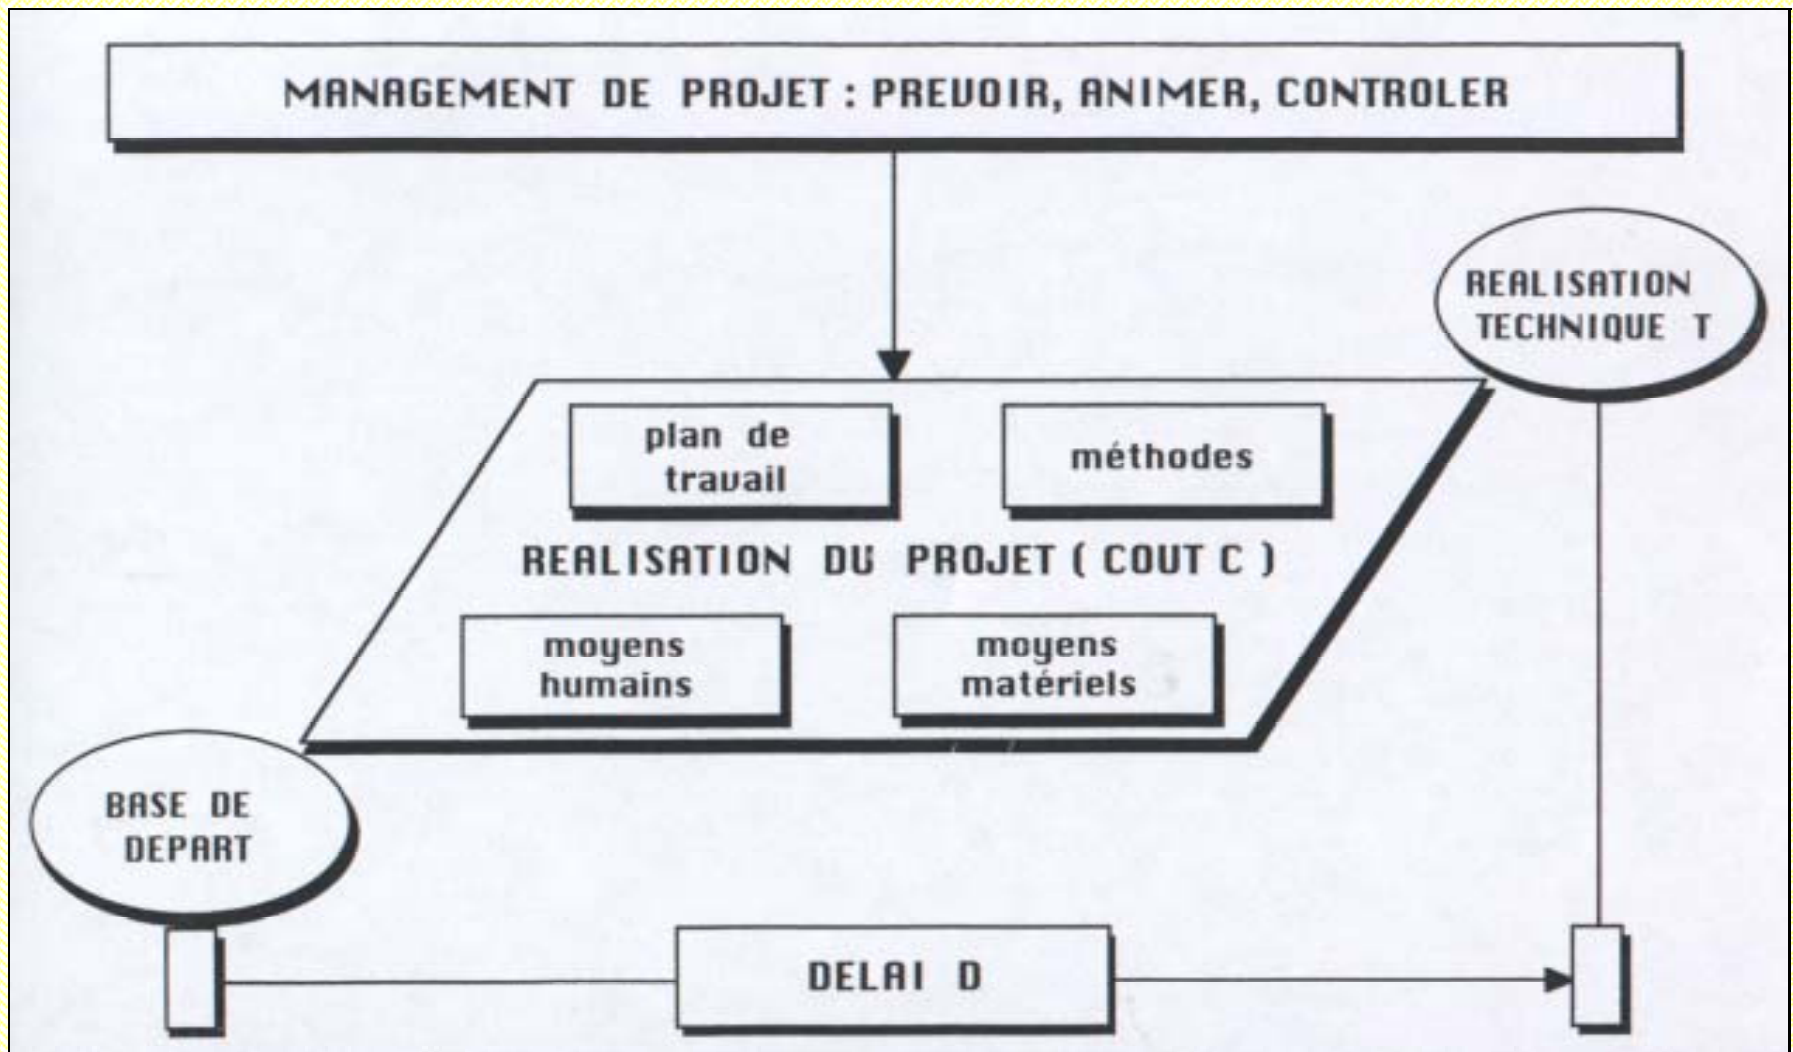 MANAGEMENT DE PROJET : PREVOIR, ANIMER, CONTROLER
REALISATION
TECHNIQUE T
plan de
travail
méthodes
REALISATION DU PROJET ( COUT C )
moyens
humains
moyens
matériels
BASE DE
DEPART
DELAI D